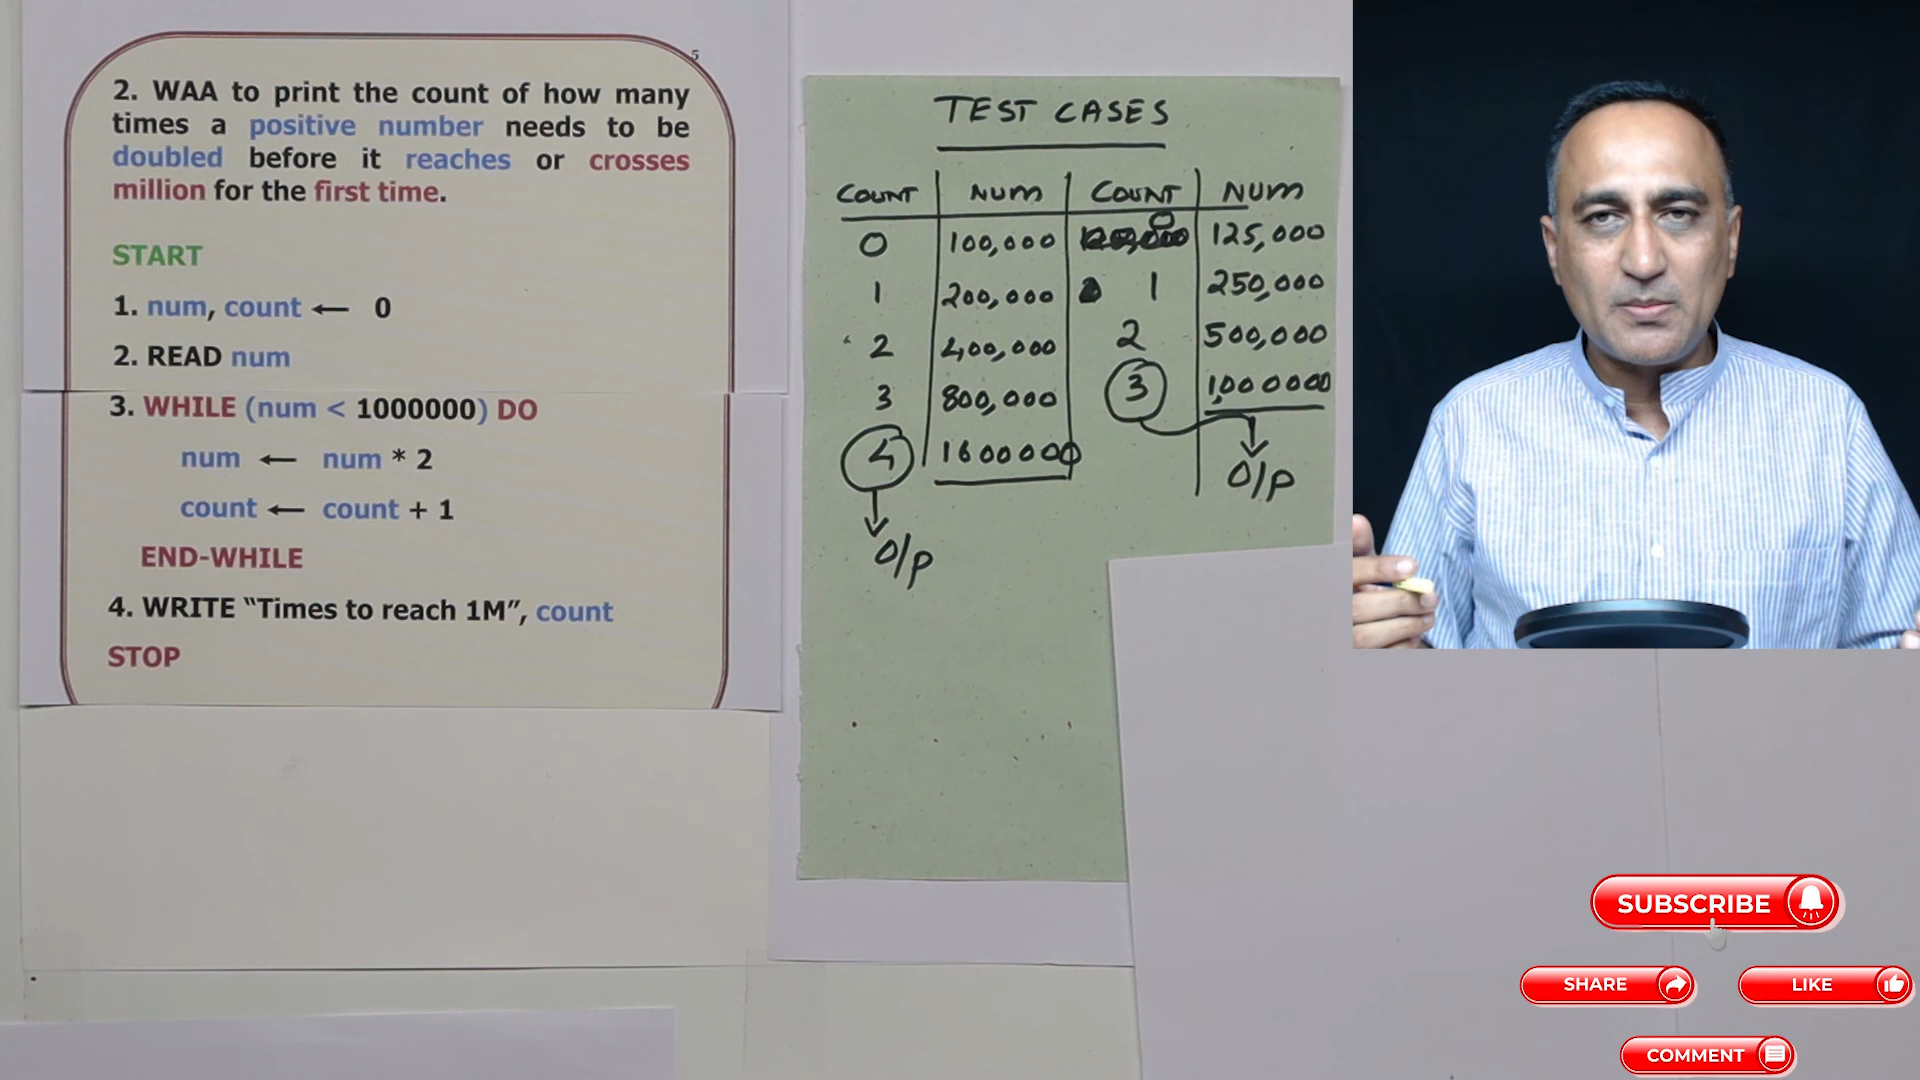 5
2. WAA to print the count of how many
times a positive number needs to be
doubled before it reaches or crosses
million for the first time.
START
1. num, count ← 0
2. READ num
3. WHILE (num < 1000000) DO
num ← num * 2
count ← count + 1
END-WHILE
4. WRITE “Times to reach 1M”, count
STOP
TEST CASES
COUNT NUM COUNT NUM
0 100,000 0 125,000
1 200,000 1 250,000
2 400,000 2 500,000
3 800,000 3 1,000000
4 1600000
O/P
O/P
SUBSCRIBE
SHARE
LIKE
COMMENT